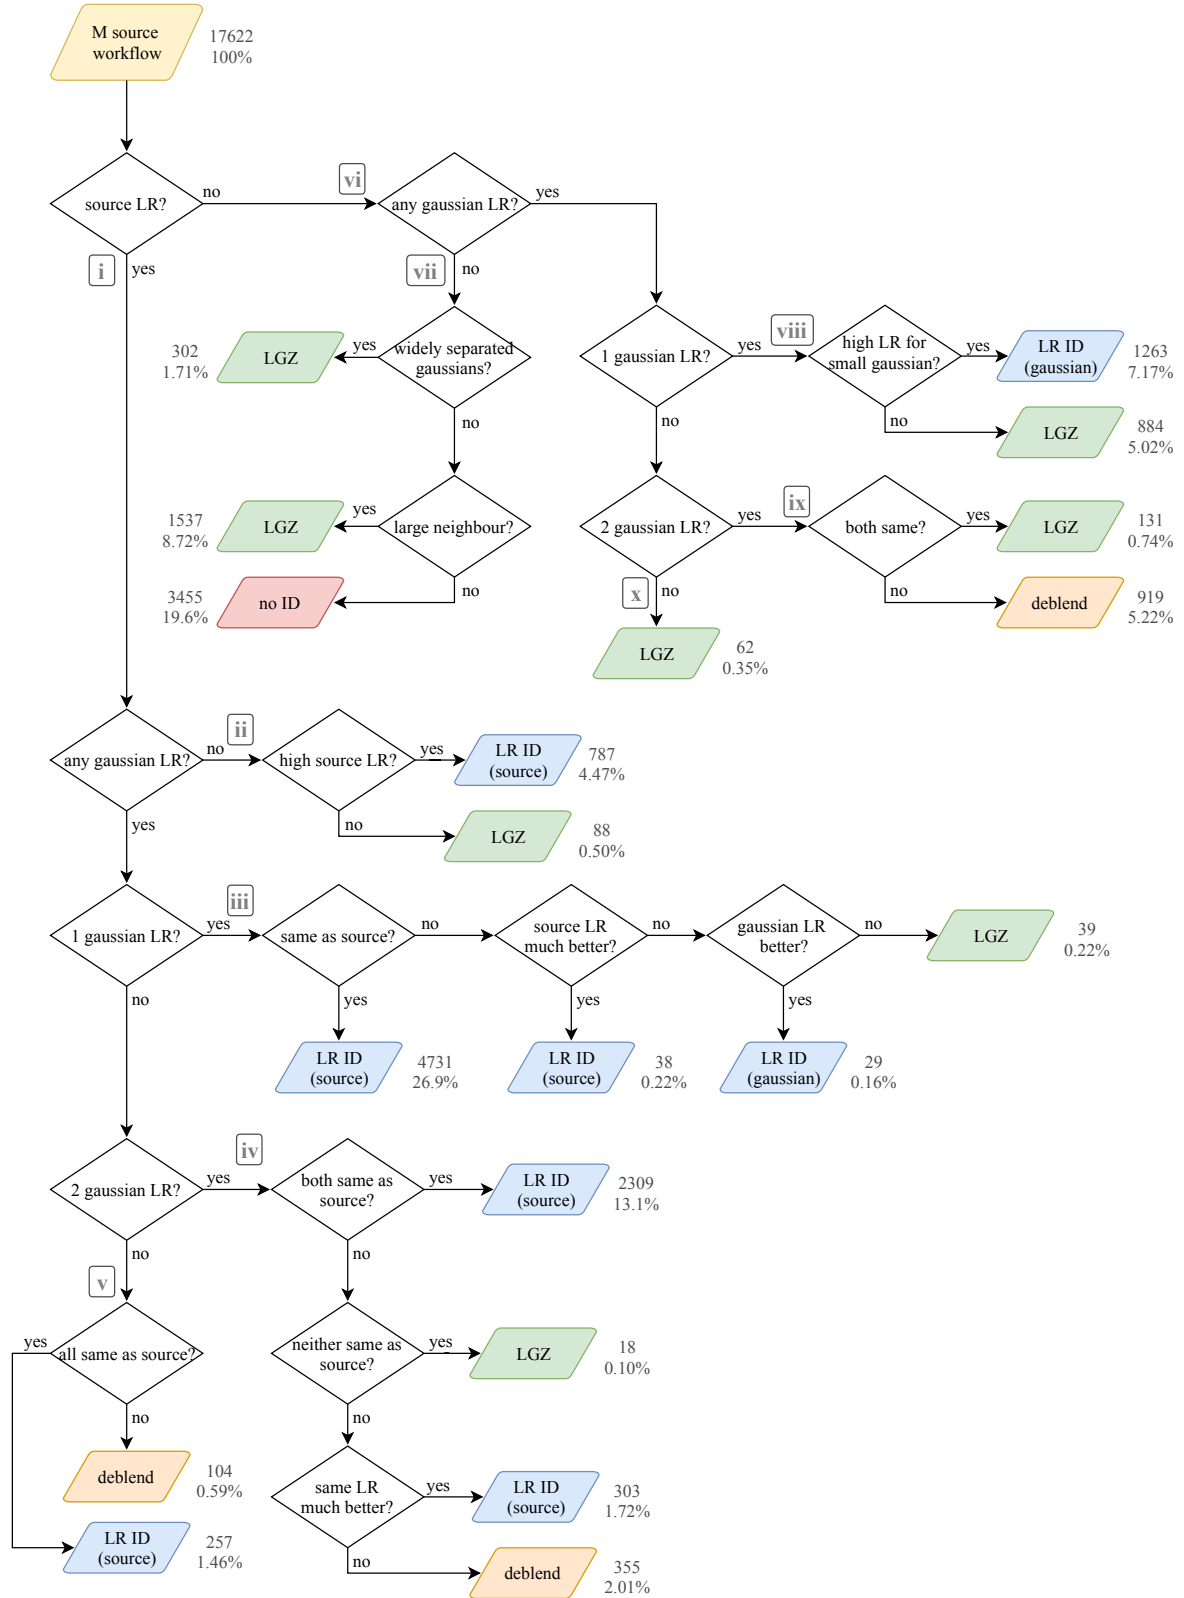 M source
workflow
17622
100%
source LR?
no
vi
any gaussian LR?
yes
i
yes
vii
no
302
1.71%
LGZ
yes
widely separated
gaussians?
1 gaussian LR?
yes
viii
high LR for
small gaussian?
yes
LR ID
(gaussian)
1263
7.17%
no
no
no
LGZ
884
5.02%
1537
8.72%
LGZ
yes
large neighbour?
2 gaussian LR?
yes
ix
both same?
yes
LGZ
131
0.74%
no
x
no
no
3455
19.6%
no ID
deblend
919
5.22%
LGZ
62
0.35%
any gaussian LR?
no
ii
high source LR?
yes
LR ID
(source)
787
4.47%
yes
no
LGZ
88
0.50%
1 gaussian LR?
yes
iii
same as source?
no
source LR
much better?
no
gaussian LR
better?
no
LGZ
39
0.22%
no
yes
yes
yes
LR ID
(source)
4731
26.9%
LR ID
(source)
38
0.22%
LR ID
(gaussian)
29
0.16%
2 gaussian LR?
yes
iv
both same as
source?
yes
LR ID
(source)
2309
13.1%
no
no
v
yes
all same as source?
neither same as
source?
yes
LGZ
18
0.10%
no
no
deblend
104
0.59%
same LR
much better?
yes
LR ID
(source)
303
1.72%
LR ID
(source)
257
1.46%
no
deblend
355
2.01%